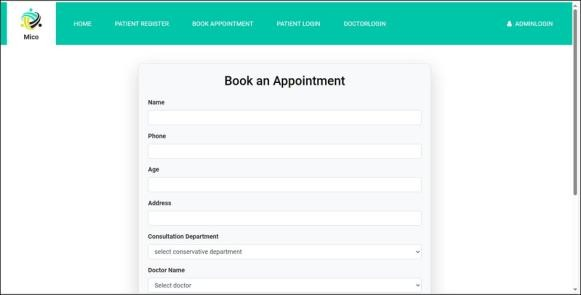 HOME PATIENT REGISTER BOOK APPOINTMENT PATIENT LOGIN DOCTORLOGIN ADMINLOGIN
Mico
Book an Appointment
Name
Phone
Age
Address
Consultation Department
select conservative department
Doctor Name
Select doctor